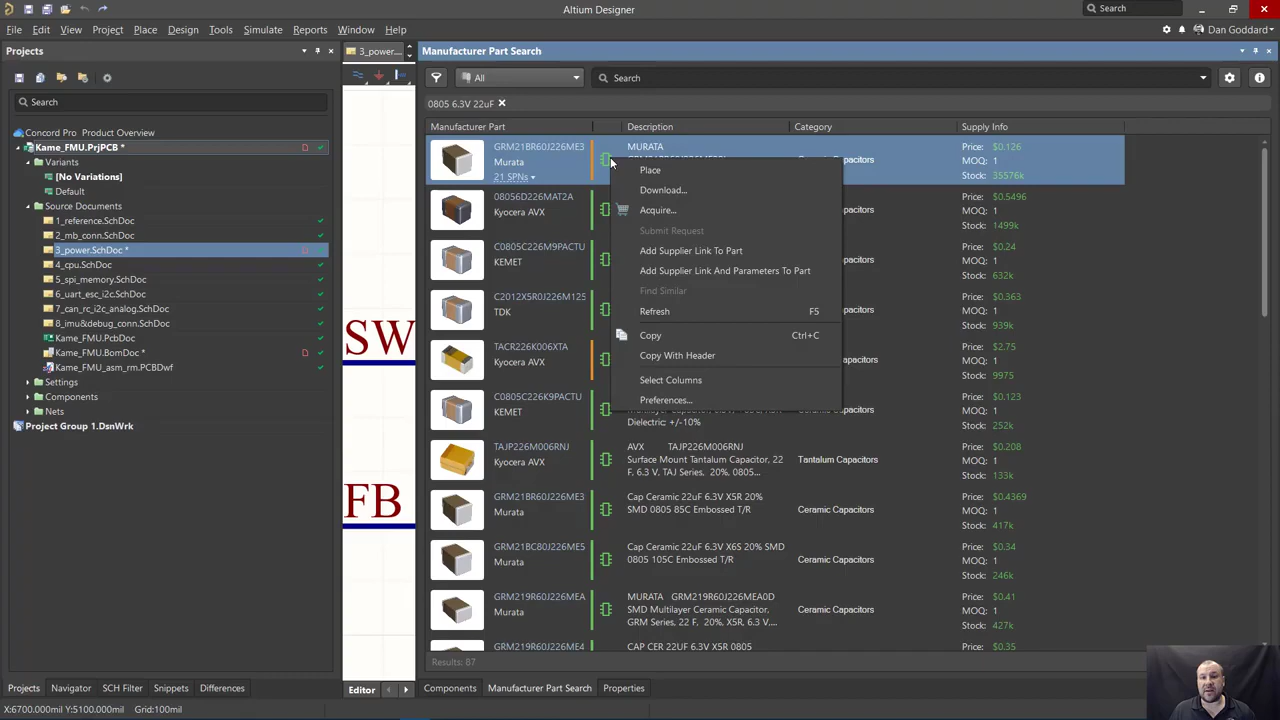 Altium Designer
Search
File Edit View Project Place Design Tools Simulate Reports Window Help
Dan Goddard
Projects
Search
Concord Pro Product Overview
Kame_FMU.PrjPCB *
Variants
[No Variations]
Default
Source Documents
1_reference.SchDoc
2_mb_conn.SchDoc
3_power.SchDoc *
4_cpu.SchDoc
5_spi_memory.SchDoc
6_uart_esc_i2c.SchDoc
7_can_rc_i2c_analog.SchDoc
8_imu&debug_conn.SchDoc
Kame_FMU.PcbDoc
Kame_FMU.BomDoc *
Kame_FMU_asm_rm.PCBDwf
Settings
Components
Nets
Project Group 1.DsnWrk
3_power....
SW
FB
Manufacturer Part Search
All
Search
0805 6.3V 22uF
Manufacturer Part Description Category Supply Info
GRM21BR60J226ME3
Murata
21 SPNs
MURATA
Price: $0.126
MOQ: 1
Stock: 35576k
08056D226MAT2A
Kyocera AVX
Price: $0.5496
MOQ: 1
Stock: 1499k
C0805C226M9PACTU
KEMET
Price: $0.24
MOQ: 1
Stock: 632k
C2012X5R0J226M125
TDK
Price: $0.363
MOQ: 1
Stock: 939k
TACR226K006XTA
Kyocera AVX
Price: $2.75
MOQ: 1
Stock: 9975
C0805C226K9PACTU
KEMET
Dielectric: +/-10%
Price: $0.123
MOQ: 1
Stock: 252k
TAJP226M006RNJ
Kyocera AVX
AVX TAJP226M006RNJ
Surface Mount Tantalum Capacitor, 22
F, 6.3 V, TAJ Series, 20%, 0805...
Tantalum Capacitors
Price: $0.208
MOQ: 1
Stock: 133k
GRM21BR60J226ME3
Murata
Cap Ceramic 22uF 6.3V X5R 20%
SMD 0805 85C Embossed T/R
Ceramic Capacitors
Price: $0.4369
MOQ: 1
Stock: 417k
GRM21BC80J226ME5
Murata
Cap Ceramic 22uF 6.3V X6S 20% SMD
0805 105C Embossed T/R
Ceramic Capacitors
Price: $0.34
MOQ: 1
Stock: 246k
GRM219R60J226MEA
Murata
MURATA GRM219R60J226MEA0D
SMD Multilayer Ceramic Capacitor,
GRM Series, 22 F, 20%, X5R, 6.3 V,...
Ceramic Capacitors
Price: $0.41
MOQ: 1
Stock: 427k
GRM219R60J226ME4
CAP CER 22UF 6.3V X5R 0805
Price: $0.35
Place
Download...
Acquire...
Submit Request
Add Supplier Link To Part
Add Supplier Link And Parameters To Part
Find Similar
Refresh F5
Copy Ctrl+C
Copy With Header
Select Columns
Preferences...
Results: 87
Projects Navigator SCH Filter Snippets Differences
Editor
Components Manufacturer Part Search Properties
X:6700.000mil Y:5100.000mil Grid:100mil